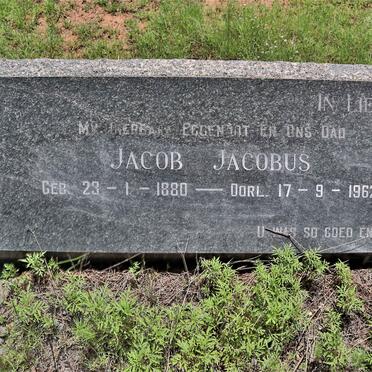 IN LIE
MY DIERBARE EGGENOOT EN ONS DAD
JACOB JACOBUS
GEB. 23-1-1880 — OORL. 17-9-196
U WAS SO GOED EN